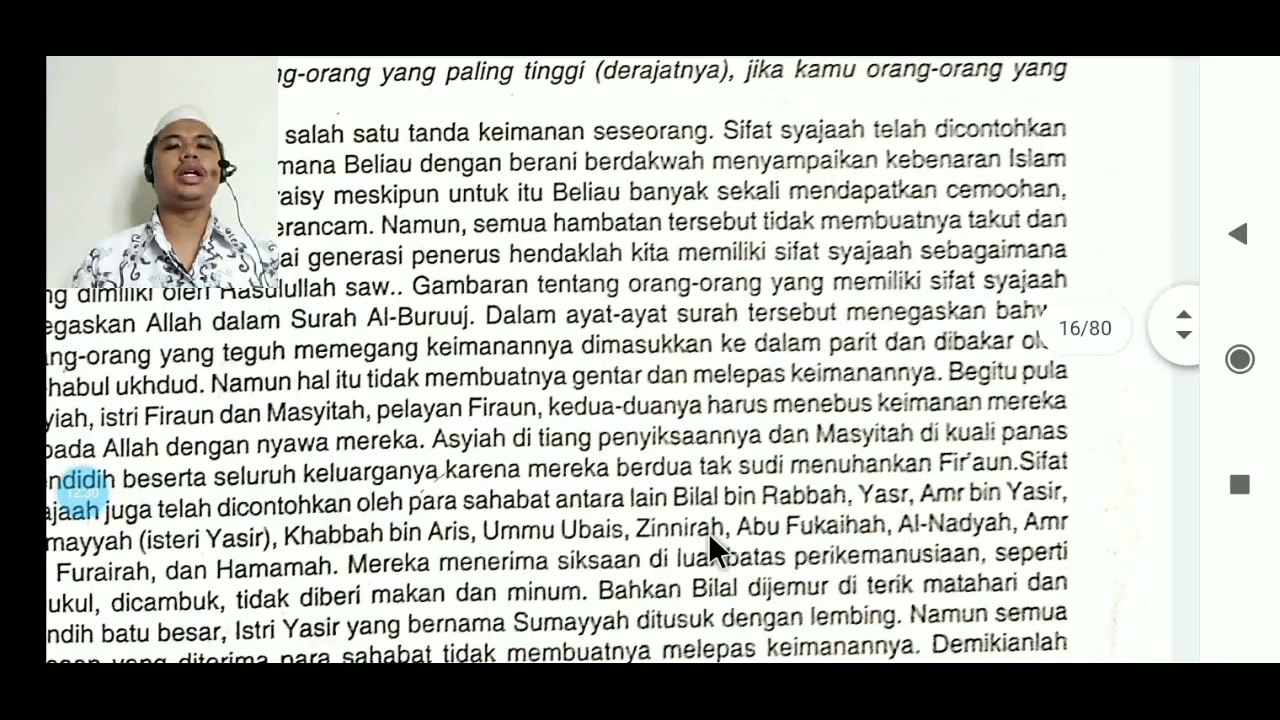 ng-orang yang paling tinggi (derajatnya), jika kamu orang-orang yang
salah satu tanda keimanan seseorang. Sifat syajaah telah dicontohkan
mana Beliau dengan berani berdakwah menyampaikan kebenaran Islam
raisy meskipun untuk itu Beliau banyak sekali mendapatkan cemoohan,
erancam. Namun, semua hambatan tersebut tidak membuatnya takut dan
ai generasi penerus hendaklah kita memiliki sifat syajaah sebagaimana
ng dimiliki oleh Rasulullah saw.. Gambaran tentang orang-orang yang memiliki sifat syajaah
egaskan Allah dalam Surah Al-Buruuj. Dalam ayat-ayat surah tersebut menegaskan bahw
ang-orang yang teguh memegang keimanannya dimasukkan ke dalam parit dan dibakar ol
16/80
habul ukhdud. Namun hal itu tidak membuatnya gentar dan melepas keimanannya. Begitu pula
yiah, istri Firaun dan Masyitah, pelayan Firaun, kedua-duanya harus menebus keimanan mereka
pada Allah dengan nyawa mereka. Asyiah di tiang penyiksaannya dan Masyitah di kuali panas
endidih beserta seluruh keluarganya karena mereka berdua tak sudi menuhankan Fir'aun.Sifat
12:30
ajaah juga telah dicontohkan oleh para sahabat antara lain Bilal bin Rabbah, Yasr, Amr bin Yasir,
mayyah (isteri Yasir), Khabbah bin Aris, Ummu Ubais, Zinnirah, Abu Fukaihah, Al-Nadyah, Amr
Furairah, dan Hamamah. Mereka menerima siksaan di luar batas perikemanusiaan, seperti
ukul, dicambuk, tidak diberi makan dan minum. Bahkan Bilal dijemur di terik matahari dan
ndih batu besar, Istri Yasir yang bernama Sumayyah ditusuk dengan lembing. Namun semua
saan yang diterima para sahabat tidak membuatnya melepas keimanannya. Demikianlah